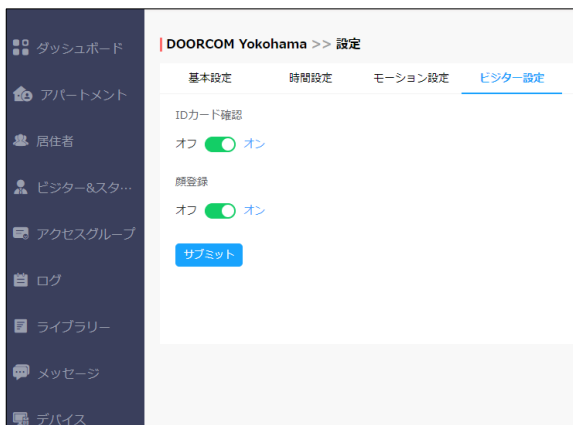 ダッシュボード
アパートメント
居住者
ビジター&スタ…
アクセスグループ
ログ
ライブラリー
メッセージ
デバイス
DOORCOM Yokohama >> 設定
基本設定 時間設定 モーション設定 ビジター設定
IDカード確認
オフ オン
顔登録
オフ オン
サブミット